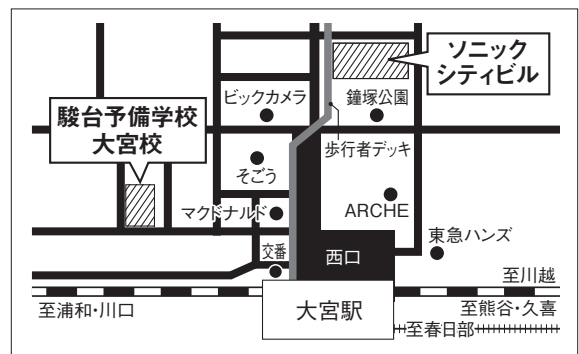 ソニック
シティビル
ビックカメラ
鐘塚公園
駿台予備学校
大宮校
歩行者デッキ
そごう
マクドナルド
ARCHE
東急ハンズ
交番
西口
至川越
大宮駅
至浦和・川口
至熊谷・久喜
至春日部